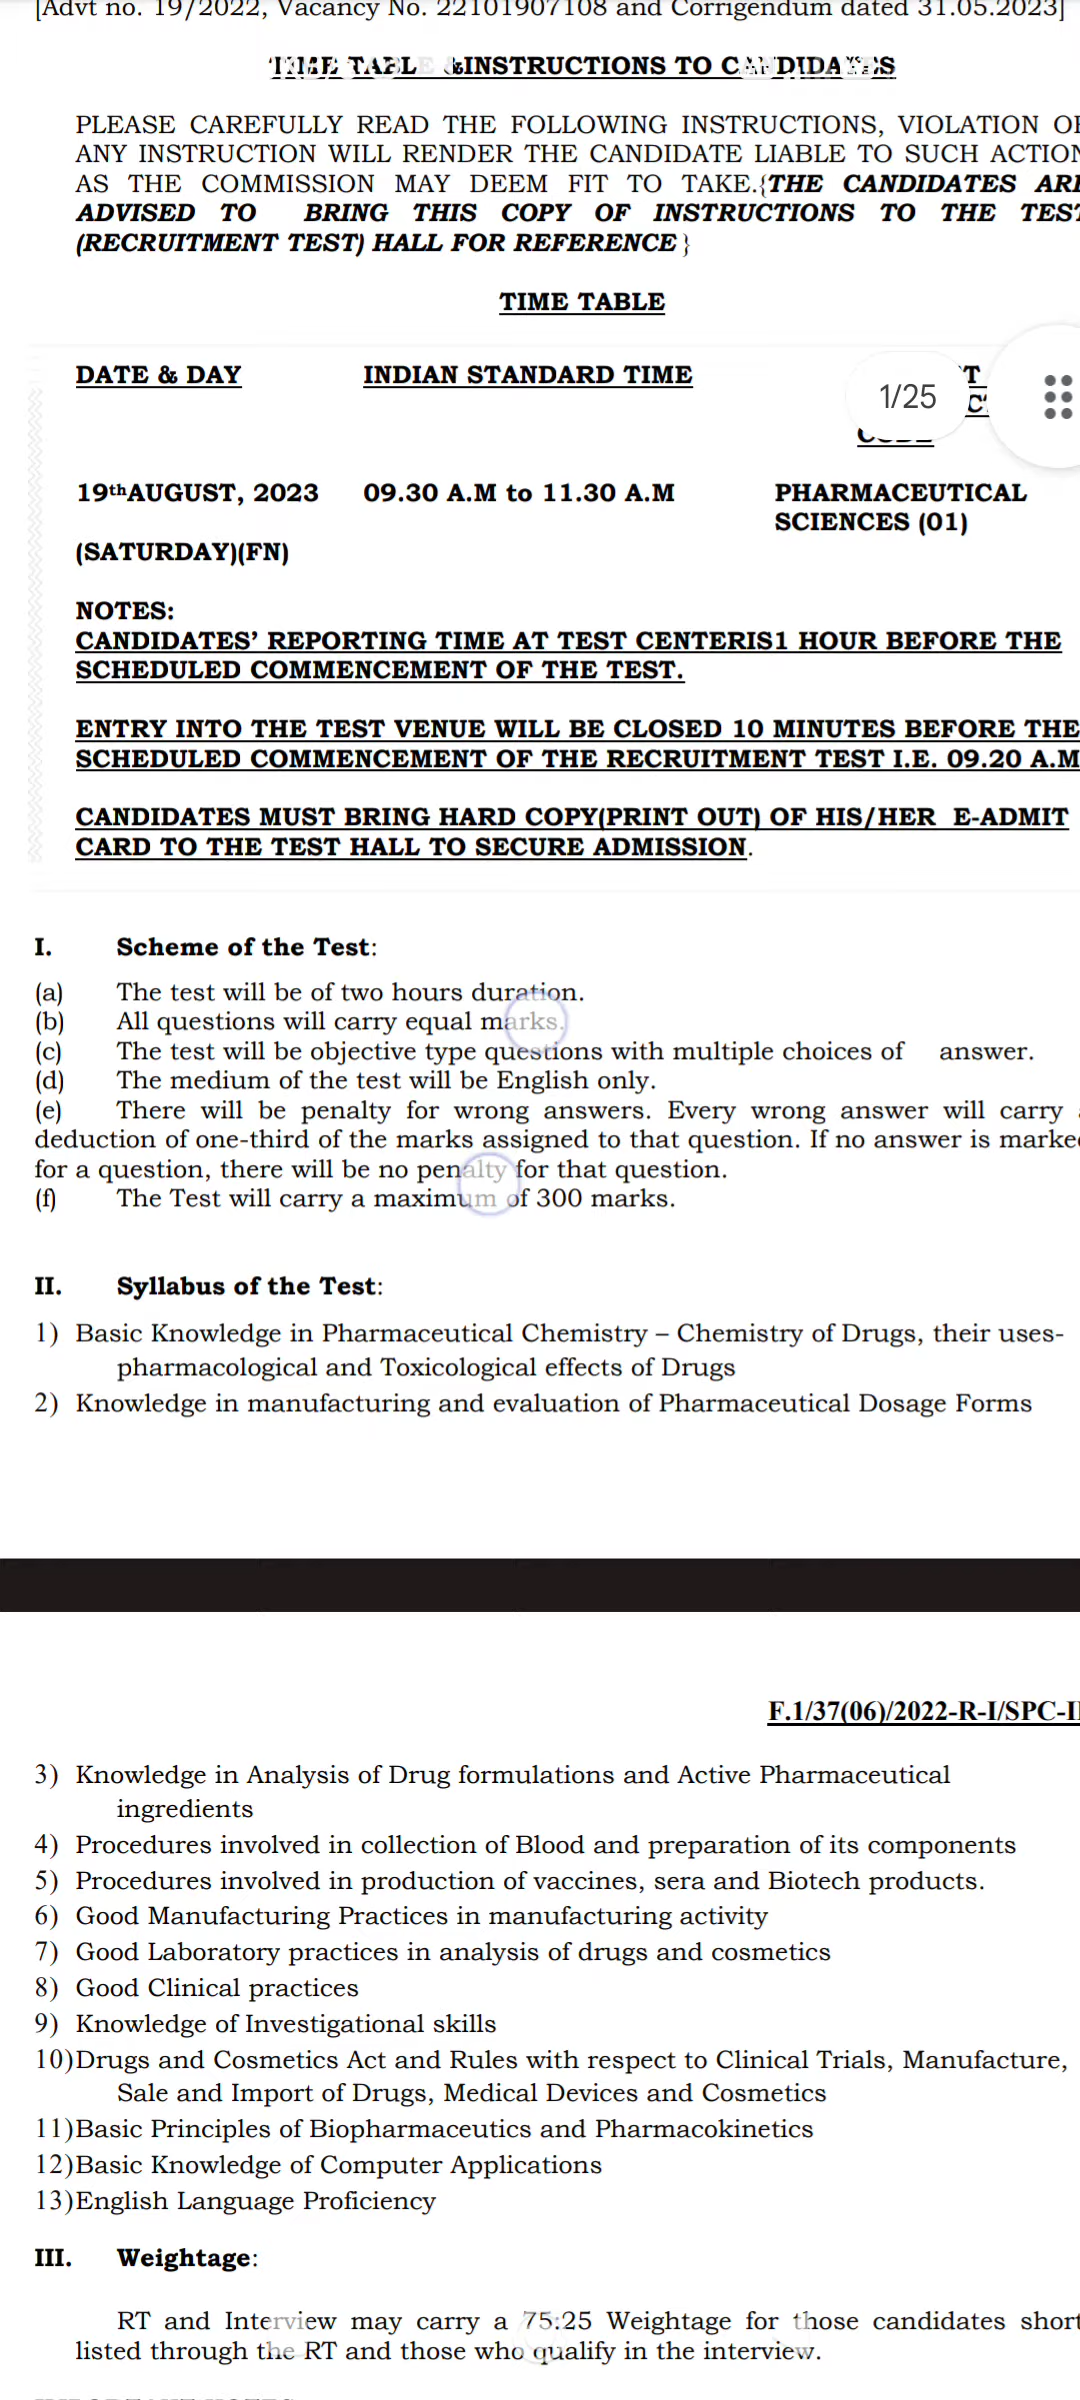 [Advt no. 19/2022, Vacancy No. 22101907108 and Corrigendum dated 31.05.2023]
TIME TABLE &INSTRUCTIONS TO CANDIDATES
PLEASE CAREFULLY READ THE FOLLOWING INSTRUCTIONS, VIOLATION OF
ANY INSTRUCTION WILL RENDER THE CANDIDATE LIABLE TO SUCH ACTION
AS THE COMMISSION MAY DEEM FIT TO TAKE.{THE CANDIDATES ARE
ADVISED TO BRING THIS COPY OF INSTRUCTIONS TO THE TEST
(RECRUITMENT TEST) HALL FOR REFERENCE}
TIME TABLE
DATE & DAY INDIAN STANDARD TIME
1/25
CODE
19thAUGUST, 2023 09.30 A.M to 11.30 A.M PHARMACEUTICAL
SCIENCES (01)
(SATURDAY)(FN)
NOTES:
CANDIDATES' REPORTING TIME AT TEST CENTERIS1 HOUR BEFORE THE
SCHEDULED COMMENCEMENT OF THE TEST.
ENTRY INTO THE TEST VENUE WILL BE CLOSED 10 MINUTES BEFORE THE
SCHEDULED COMMENCEMENT OF THE RECRUITMENT TEST I.E. 09.20 A.M
CANDIDATES MUST BRING HARD COPY(PRINT OUT) OF HIS/HER E-ADMIT
CARD TO THE TEST HALL TO SECURE ADMISSION.
I. Scheme of the Test:
(a) The test will be of two hours duration.
(b) All questions will carry equal marks.
(c) The test will be objective type questions with multiple choices of answer.
(d) The medium of the test will be English only.
(e) There will be penalty for wrong answers. Every wrong answer will carry
deduction of one-third of the marks assigned to that question. If no answer is marked
for a question, there will be no penalty for that question.
(f) The Test will carry a maximum of 300 marks.
II. Syllabus of the Test:
1) Basic Knowledge in Pharmaceutical Chemistry – Chemistry of Drugs, their uses-
pharmacological and Toxicological effects of Drugs
2) Knowledge in manufacturing and evaluation of Pharmaceutical Dosage Forms
F.1/37(06)/2022-R-I/SPC-II
3) Knowledge in Analysis of Drug formulations and Active Pharmaceutical
ingredients
4) Procedures involved in collection of Blood and preparation of its components
5) Procedures involved in production of vaccines, sera and Biotech products.
6) Good Manufacturing Practices in manufacturing activity
7) Good Laboratory practices in analysis of drugs and cosmetics
8) Good Clinical practices
9) Knowledge of Investigational skills
10)Drugs and Cosmetics Act and Rules with respect to Clinical Trials, Manufacture,
Sale and Import of Drugs, Medical Devices and Cosmetics
11)Basic Principles of Biopharmaceutics and Pharmacokinetics
12)Basic Knowledge of Computer Applications
13)English Language Proficiency
III. Weightage:
RT and Interview may carry a 75:25 Weightage for those candidates short
listed through the RT and those who qualify in the interview.